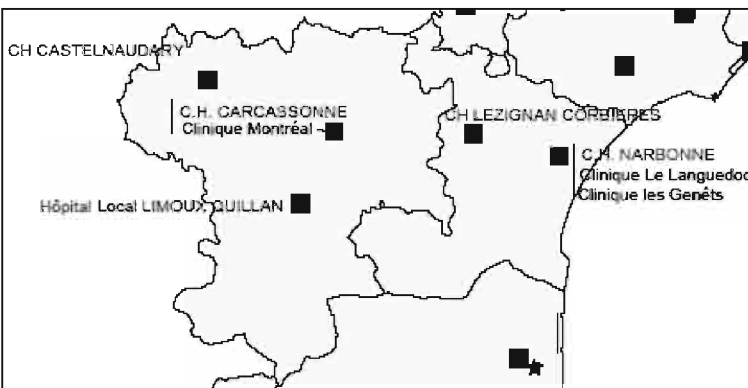 CH CASTELNAUDARY
C.H. CARCASSONNE
Clinique Montréal
CH LEZIGNAN CORBIERES
C.H. NARBONNE
Clinique Le Languedoc
Clinique les Genêts
Hôpital Local LIMOUX QUILLAN